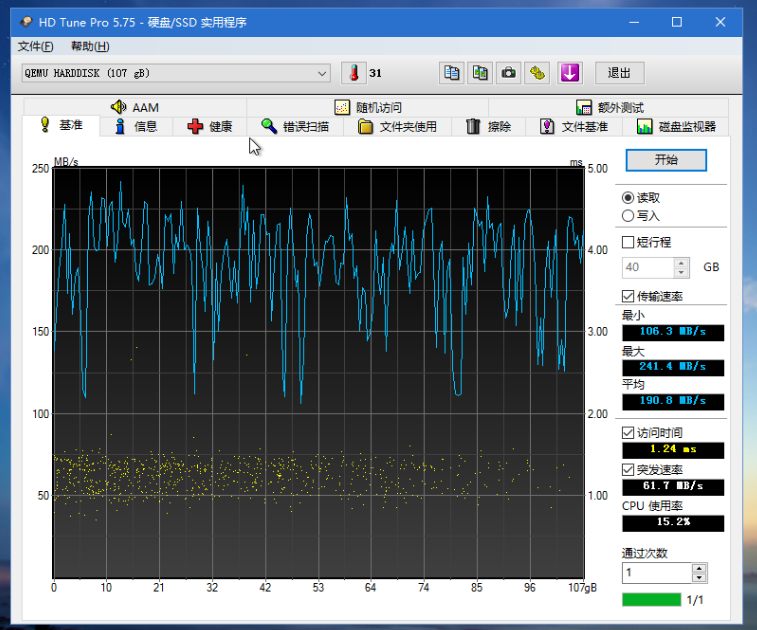 HD Tune Pro 5.75 - 硬盘/SSD 实用程序
文件(F) 帮助(H)
QEMU HARDDISK (107 gB) 31 退出
AAM 随机访问 额外测试
基准 信息 健康 错误扫描 文件夹使用 擦除 文件基准 磁盘监视器
MB/s ms
250 5.00
200 4.00
150 3.00
100 2.00
50 1.00
0 10 21 32 42 53 64 74 85 96 107gB
开始
读取
写入
短行程
40 GB
传输速率
最小
106.3 MB/s
最大
241.4 MB/s
平均
190.8 MB/s
访问时间
1.24 ms
突发速率
61.7 MB/s
CPU 使用率
15.2%
通过次数
1
1/1